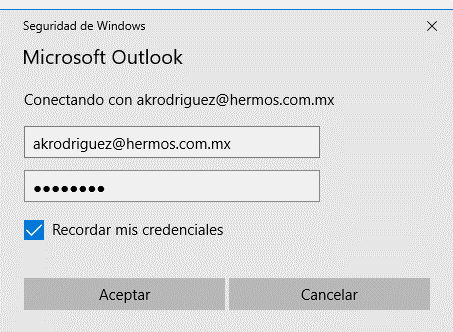 Seguridad de Windows
Microsoft Outlook
Conectando con akrodriguez@hermos.com.mx
akrodriguez@hermos.com.mx
●●●●●●●●
Recordar mis credenciales
Aceptar
Cancelar